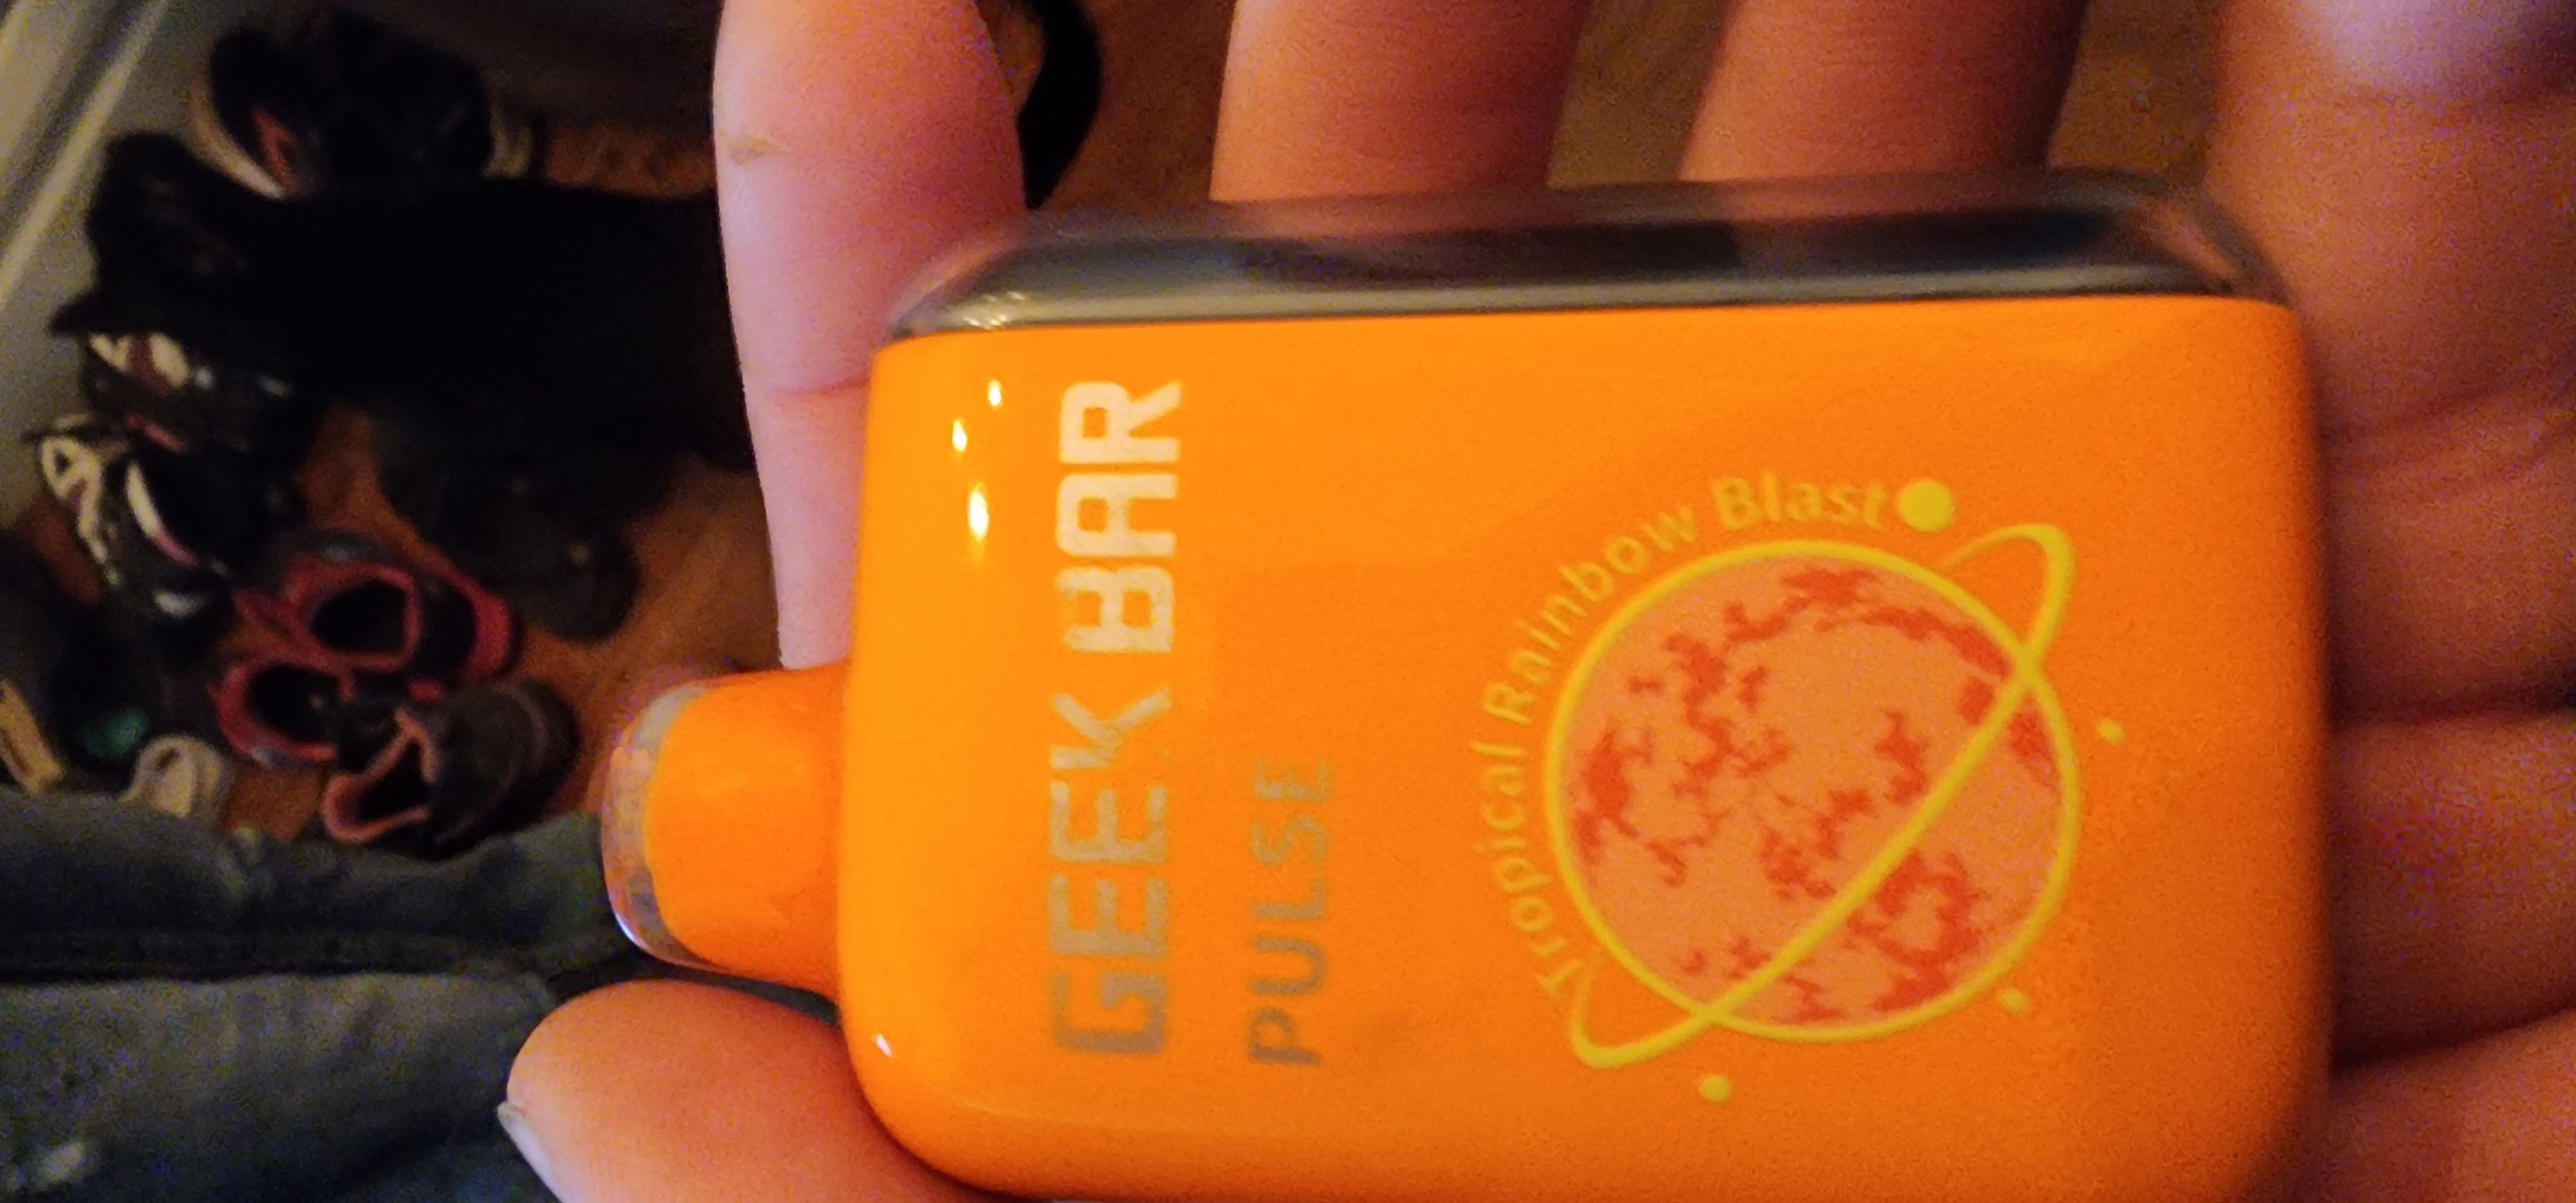 GEEK BAR
PULSE
Tropical Rainbow Blast